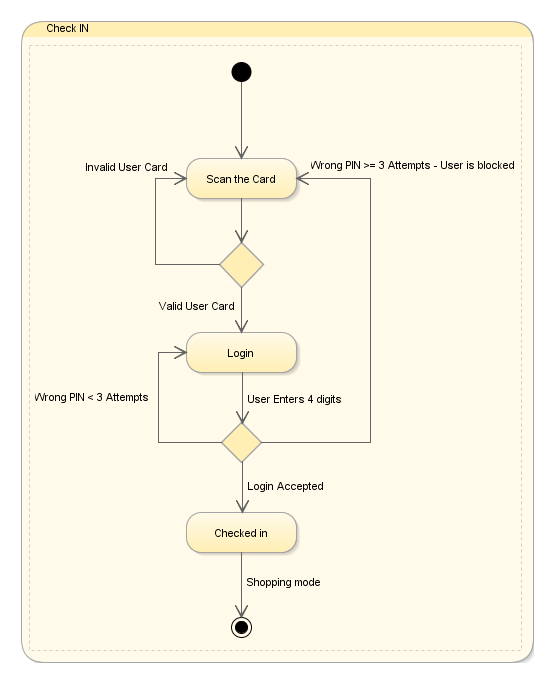 Check IN
Wrong PIN >= 3 Attempts - User is blocked
Invalid User Card
Scan the Card
Valid User Card
Login
Wrong PIN < 3 Attempts
User Enters 4 digits
Login Accepted
Checked in
Shopping mode